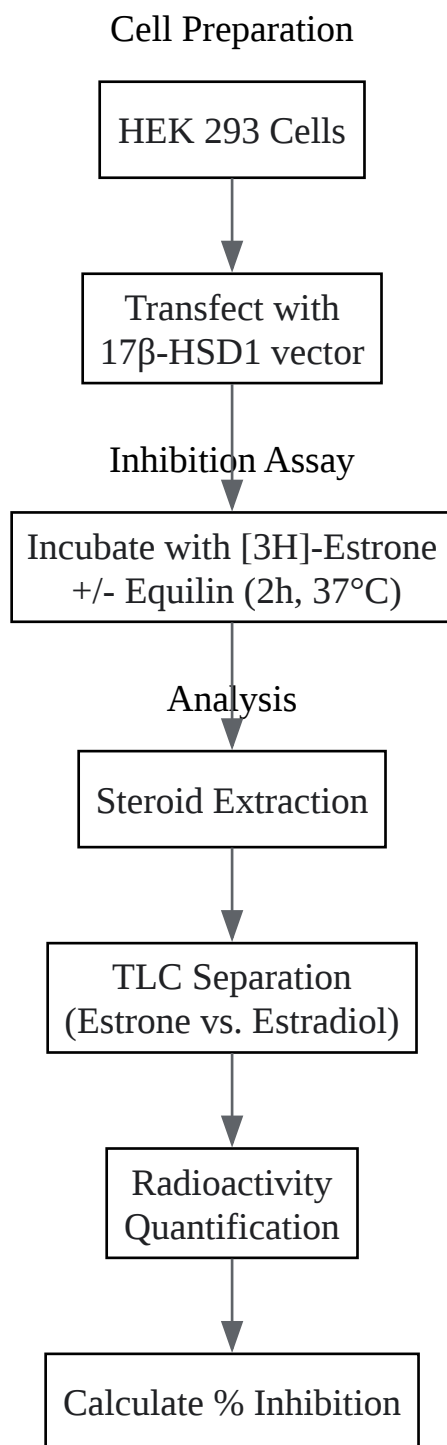 Cell Preparation
HEK 293 Cells
Transfect with
17β-HSD1 vector
Inhibition Assay
Incubate with [3H]-Estrone
+/- Equilin (2h, 37°C)
Analysis
Steroid Extraction
TLC Separation
(Estrone vs. Estradiol)
Radioactivity
Quantification
Calculate % Inhibition